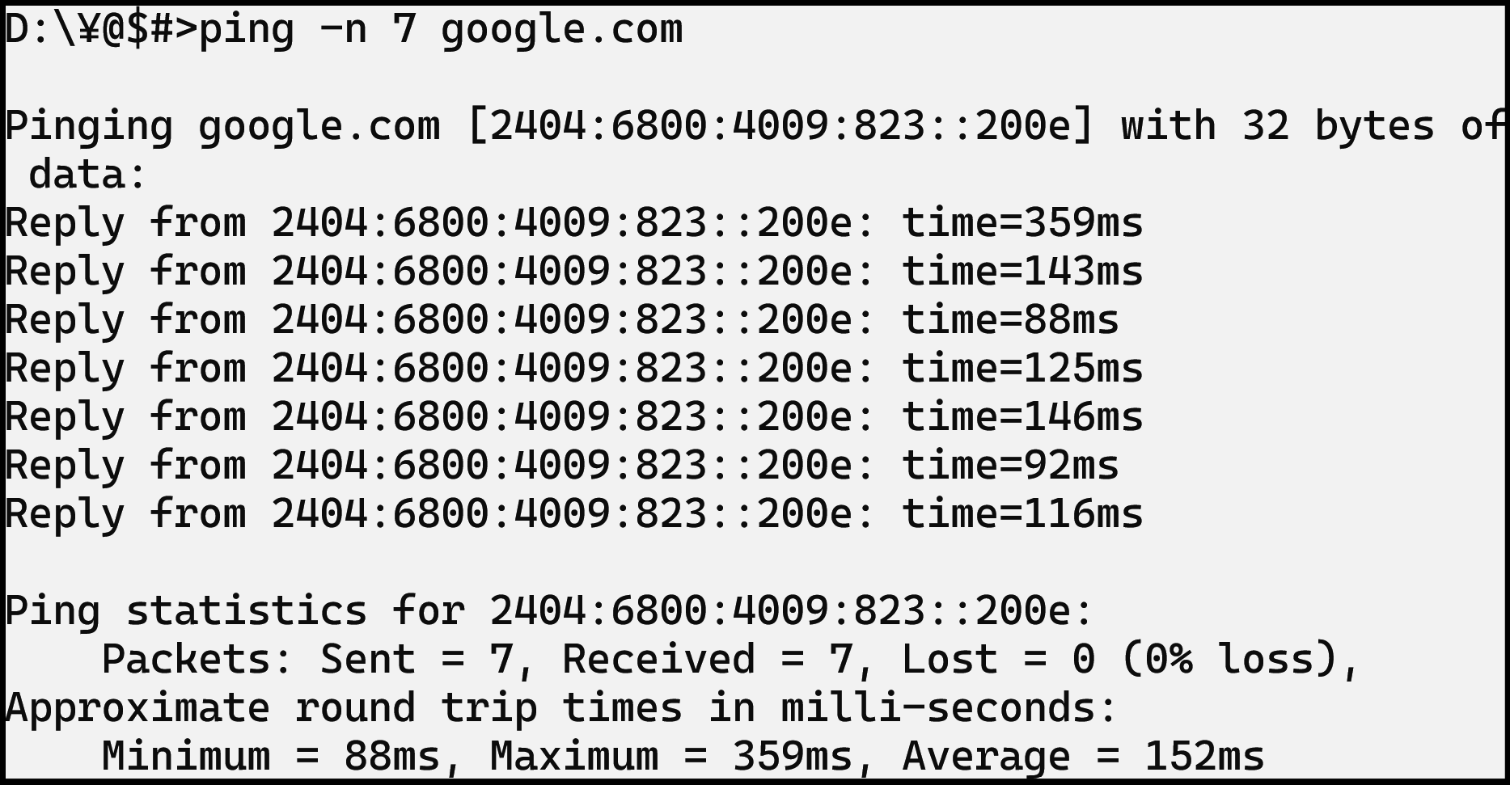 D:\¥@$#>ping -n 7 google.com
Pinging google.com [2404:6800:4009:823::200e] with 32 bytes of
data:
Reply from 2404:6800:4009:823::200e: time=359ms
Reply from 2404:6800:4009:823::200e: time=143ms
Reply from 2404:6800:4009:823::200e: time=88ms
Reply from 2404:6800:4009:823::200e: time=125ms
Reply from 2404:6800:4009:823::200e: time=146ms
Reply from 2404:6800:4009:823::200e: time=92ms
Reply from 2404:6800:4009:823::200e: time=116ms
Ping statistics for 2404:6800:4009:823::200e:
Packets: Sent = 7, Received = 7, Lost = 0 (0% loss),
Approximate round trip times in milli-seconds:
Minimum = 88ms, Maximum = 359ms, Average = 152ms